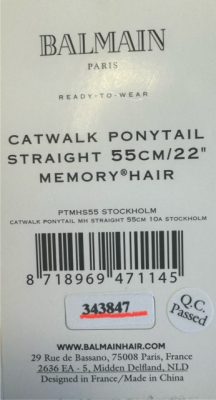 BALMAIN
PARIS
READY-TO-WEAR
CATWALK PONYTAIL
STRAIGHT 55CM/22"
MEMORY®HAIR
PTMHS55 STOCKHOLM
CATWALK PONYTAIL MH STRAIGHT 55CM 10A STOCKHOLM
8 718969 471145
343847
Q.C.
Passed
WWW.BALMAINHAIR.COM
29 Rue de Bassano, 75008 Paris, France
2636 EA - 5, Midden Delfland, NLD
Designed in France/Made in China